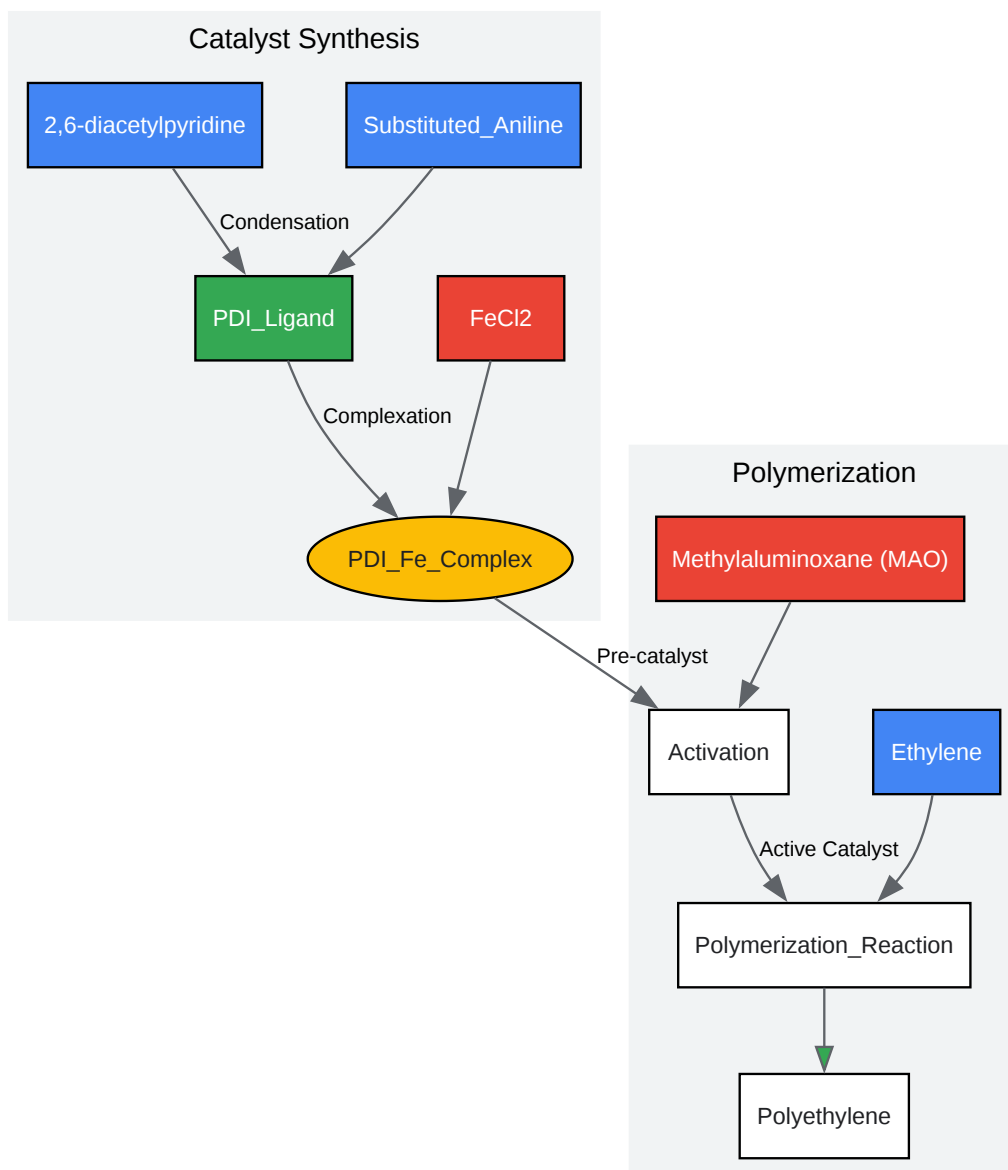 Catalyst Synthesis
2,6-diacetylpyridine
Substituted_Aniline
Condensation
PDI_Ligand
FeCl2
Complexation
PDI_Fe_Complex
Polymerization
Methylaluminoxane (MAO)
Pre-catalyst
Activation
Ethylene
Active Catalyst
Polymerization_Reaction
Polyethylene